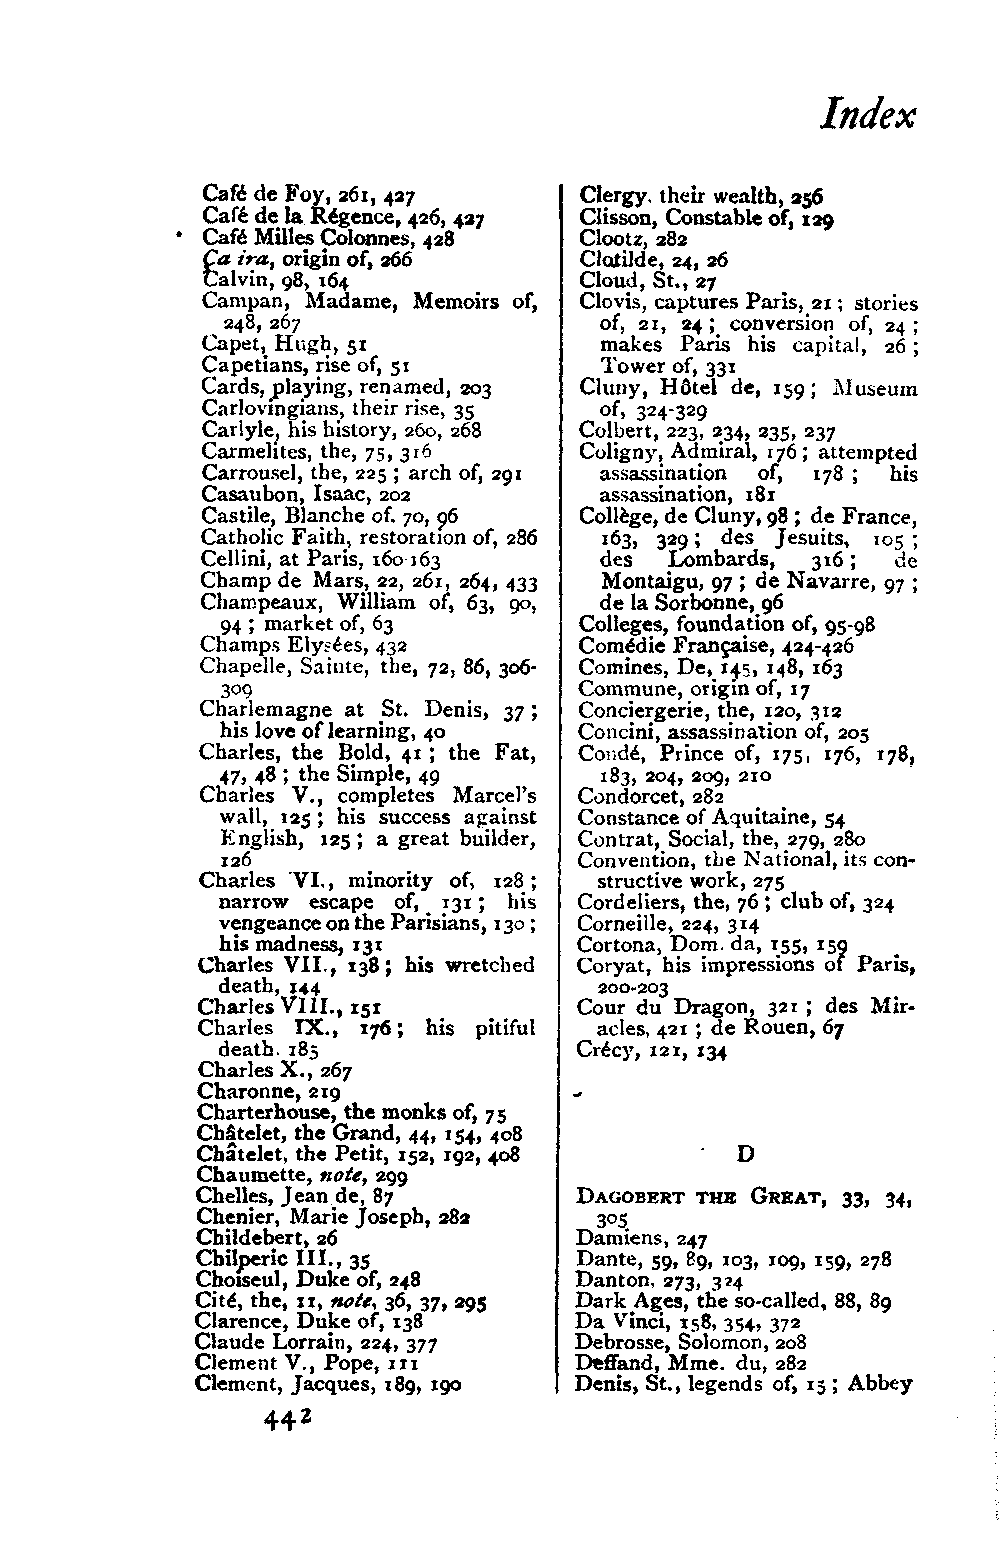 Index
Café de Foy, 261, 427
Café de la Régence, 426, 427
Café Milles Colonnes, 428
Ça ira, origin of, 266
Calvin, 98, 164
Campan, Madame, Memoirs of,
248, 267
Capet, Hugh, 51
Capetians, rise of, 51
Cards, playing, renamed, 203
Carlovingians, their rise, 35
Carlyle, his history, 260, 268
Carmelites, the, 75, 316
Carrousel, the, 225 ; arch of, 291
Casaubon, Isaac, 202
Castile, Blanche of. 70, 96
Catholic Faith, restoration of, 286
Cellini, at Paris, 160-163
Champ de Mars, 22, 261, 264, 433
Champeaux, William of, 63, 90,
94 ; market of, 63
Champs Elysées, 432
Chapelle, Sainte, the, 72, 86, 306-
309
Charlemagne at St. Denis, 37 ;
his love of learning, 40
Charles, the Bold, 41 ; the Fat,
47, 48 ; the Simple, 49
Charles V., completes Marcel's
wall, 125 ; his success against
English, 125 ; a great builder,
126
Charles VI., minority of, 128 ;
narrow escape of, 131 ; his
vengeance on the Parisians, 130 ;
his madness, 131
Charles VII., 138 ; his wretched
death, 144
Charles VIII., 151
Charles IX., 176 ; his pitiful
death. 185
Charles X., 267
Charonne, 219
Charterhouse, the monks of, 75
Châtelet, the Grand, 44, 154, 408
Châtelet, the Petit, 152, 192, 408
Chaumette, note, 299
Chelles, Jean de, 87
Chenier, Marie Joseph, 282
Childebert, 26
Chilperic III., 35
Choiseul, Duke of, 248
Cité, the, 11, note, 36, 37, 295
Clarence, Duke of, 138
Claude Lorrain, 224, 377
Clement V., Pope, 111
Clement, Jacques, 189, 190
Clergy, their wealth, 256
Clisson, Constable of, 129
Clootz, 282
Clotilde, 24, 26
Cloud, St., 27
Clovis, captures Paris, 21 ; stories
of, 21, 24 ; conversion of, 24 ;
makes Paris his capital, 26 ;
Tower of, 331
Cluny, Hôtel de, 159 ; Museum
of, 324-329
Colbert, 223, 234, 235, 237
Coligny, Admiral, 176 ; attempted
assassination of, 178 ; his
assassination, 181
Collège, de Cluny, 98 ; de France,
163, 329 ; des Jesuits, 105 ;
des Lombards, 316 ; de
Montaigu, 97 ; de Navarre, 97 ;
de la Sorbonne, 96
Colleges, foundation of, 95-98
Comédie Française, 424-426
Comines, De, 145, 148, 163
Commune, origin of, 17
Conciergerie, the, 120, 312
Concini, assassination of, 205
Condé, Prince of, 175, 176, 178,
183, 204, 209, 210
Condorcet, 282
Constance of Aquitaine, 54
Contrat, Social, the, 279, 280
Convention, the National, its con-
structive work, 275
Cordeliers, the, 76 ; club of, 324
Corneille, 224, 314
Cortona, Dom. da, 155, 159
Coryat, his impressions of Paris,
200-203
Cour du Dragon, 321 ; des Mir-
acles, 421 ; de Rouen, 67
Crécy, 121, 134
D
DAGOBERT THE GREAT, 33, 34,
305
Damiens, 247
Dante, 59, 89, 103, 109, 159, 278
Danton, 273, 324
Dark Ages, the so-called, 88, 89
Da Vinci, 158, 354, 372
Debrosse, Solomon, 208
Deffand, Mme. du, 282
Denis, St., legends of, 15 ; Abbey
442